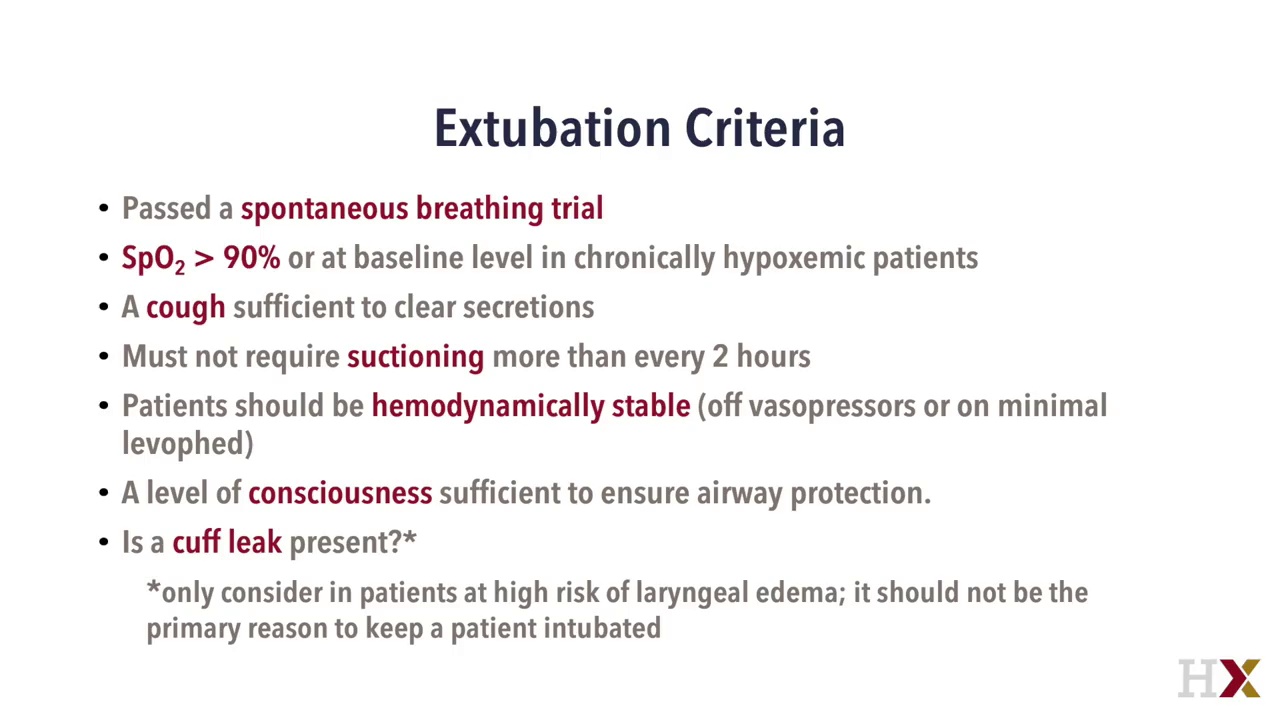 Extubation Criteria
• Passed a spontaneous breathing trial
• SpO₂ > 90% or at baseline level in chronically hypoxemic patients
• A cough sufficient to clear secretions
• Must not require suctioning more than every 2 hours
• Patients should be hemodynamically stable (off vasopressors or on minimal
levophed)
• A level of consciousness sufficient to ensure airway protection.
• Is a cuff leak present?*
*only consider in patients at high risk of laryngeal edema; it should not be the
primary reason to keep a patient intubated
HX